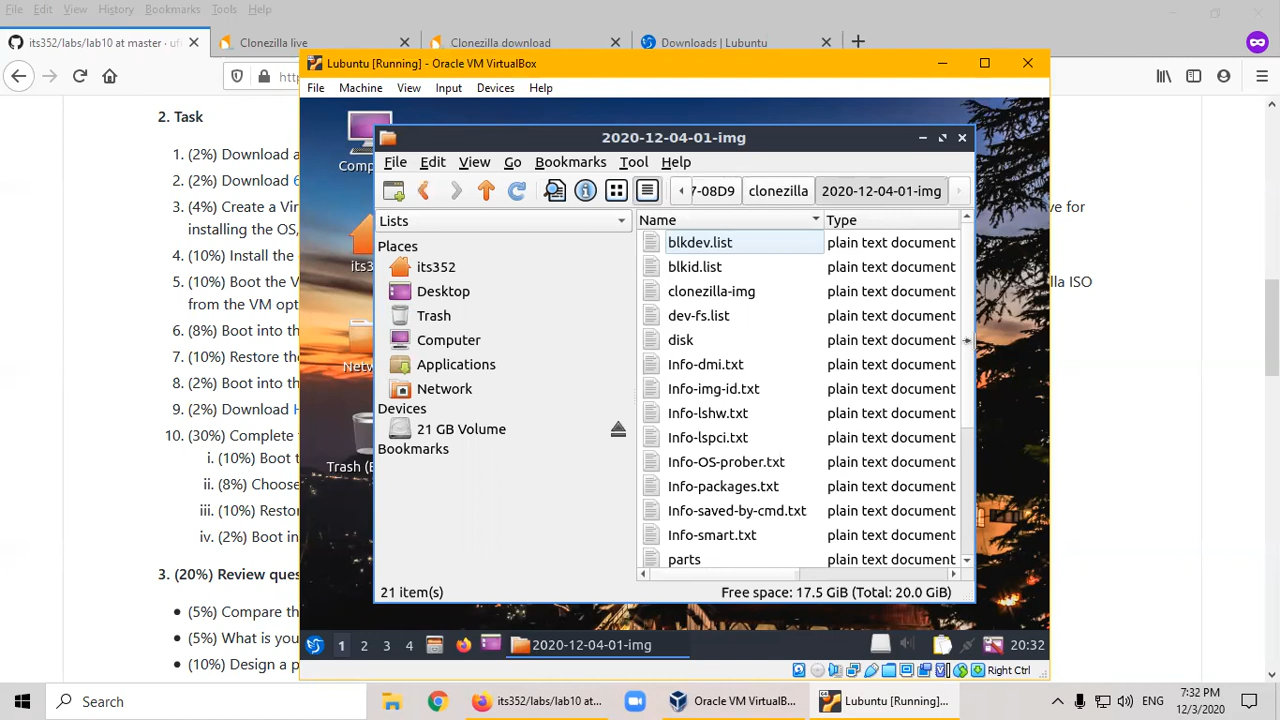 File Edit View History Bookmarks Tools Help
its352/labs/lab10 at master · uf
Clonezilla live
Clonezilla download
Downloads | Lubuntu
Lubuntu [Running] - Oracle VM VirtualBox
File Machine View Input Devices Help
2020-12-04-01-img
File Edit View Go Bookmarks Tool Help
7-08D9 clonezilla 2020-12-04-01-img
Lists
Places
its352
Desktop
Trash
Computer
Applications
Network
Devices
21 GB Volume
Bookmarks
Name Type
blkdev.list plain text document
blkid.list plain text document
clonezilla-img plain text document
dev-fs.list plain text document
disk plain text document
Info-dmi.txt plain text document
Info-img-id.txt plain text document
Info-lshw.txt plain text document
Info-lspci.txt plain text document
Info-OS-prober.txt plain text document
Info-packages.txt plain text document
Info-saved-by-cmd.txt plain text document
Info-smart.txt plain text document
parts plain text document
21 item(s) Free space: 17.5 GiB (Total: 20.0 GiB)
1 2 3 4 2020-12-04-01-img 20:32
Right Ctrl
2. Task
1. (2%) Download a
2. (2%) Download 6
3. (4%) Create a Vir
ve for
installing the OS,
4. (10%) Install the
5. (10%) Boot the V
lla ISO
from the VM opt
6. (8%) Boot into th
7. (10%) Restore th
8. (2%) Boot into th
9. (2%) Download H
10. (30%) Complete
i. (10%) Boot t
ii. (8%) Choose
iii. (10%) Resto
iv. (2%) Boot in
3. (20%) Review Ques
(5%) Compare an
(5%) What is you
(10%) Design a p
Search
its352/labs/lab10 at...
Oracle VM VirtualBo...
Lubuntu [Running]...
ENG
7:32 PM
12/3/2020